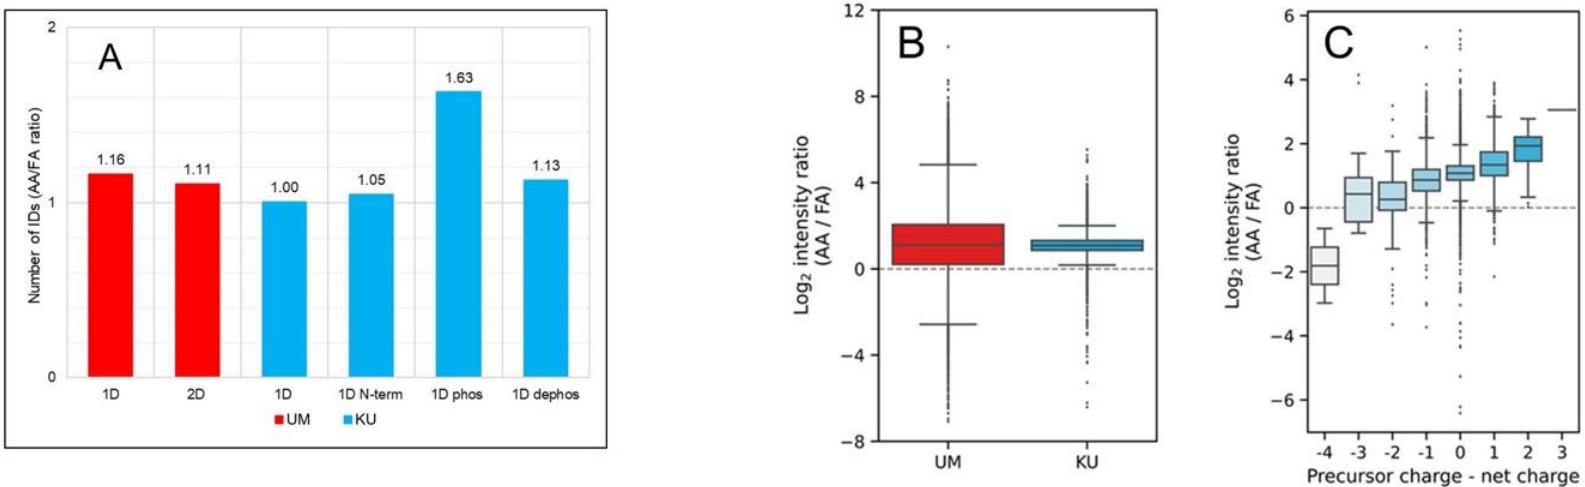 A
Number of IDs (AA/FA ratio)
2
1
0
1.16
1.11
1.00
1.05
1.63
1.13
1D
2D
1D
1D N-term
1D phos
1D dephos
UM
KU
B
Log₂ intensity ratio
(AA / FA)
12
8
4
0
−4
−8
UM
KU
C
Log₂ intensity ratio
(AA / FA)
6
4
2
0
−2
−4
−6
-4 -3 -2 -1 0 1 2 3
Precursor charge - net charge